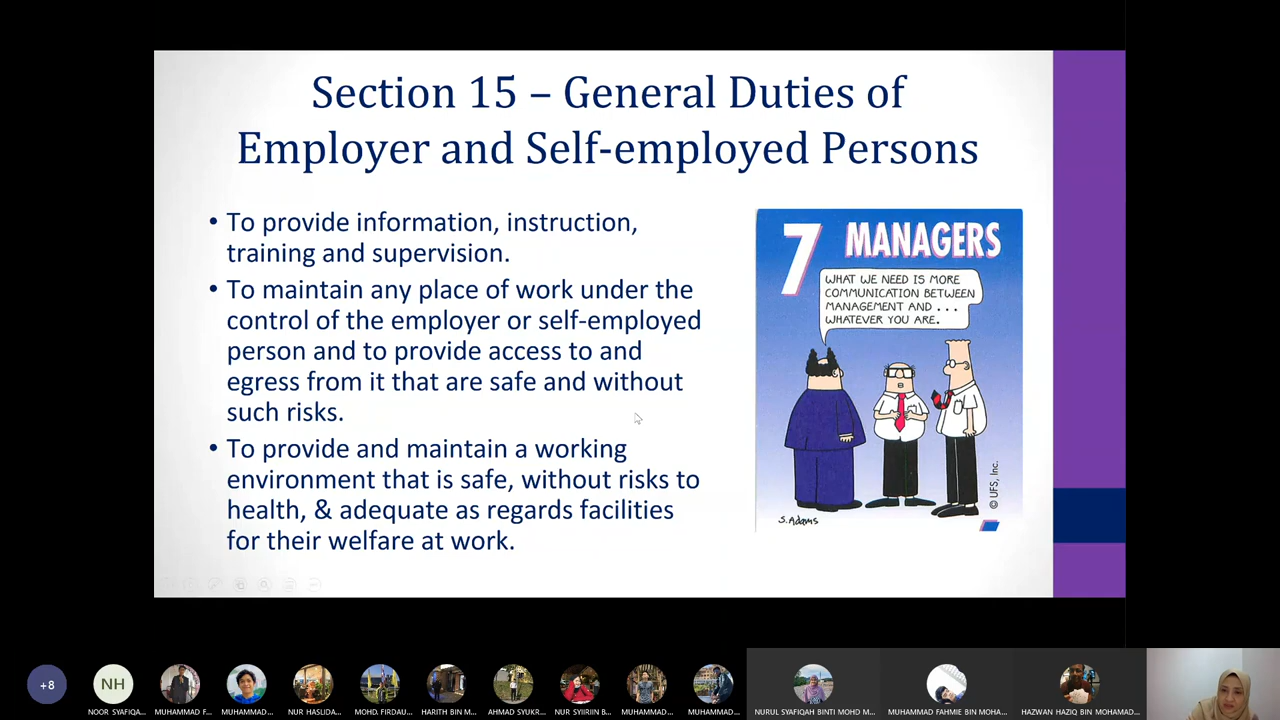 Section 15 – General Duties of
Employer and Self-employed Persons
• To provide information, instruction,
training and supervision.
• To maintain any place of work under the
control of the employer or self-employed
person and to provide access to and
egress from it that are safe and without
such risks.
• To provide and maintain a working
environment that is safe, without risks to
health, & adequate as regards facilities
for their welfare at work.
7 MANAGERS
WHAT WE NEED IS MORE
COMMUNICATION BETWEEN
MANAGEMENT AND . . .
WHATEVER YOU ARE.
S. Adams
© UFS, Inc.
+8
NH
NOOR SYAFIQA...
MUHAMMAD F...
MUHAMMAD...
NUR HASLIDA...
MOHD. FIRDAU...
HARITH BIN M...
AHMAD SYUKR...
NUR SYIIRIIN B...
MUHAMMAD...
MUHAMMAD...
NURUL SYAFIQAH BINTI MOHD M...
MUHAMMAD FAHMIE BIN MOHA...
HAZWAN HAZIQ BIN MOHAMAD...